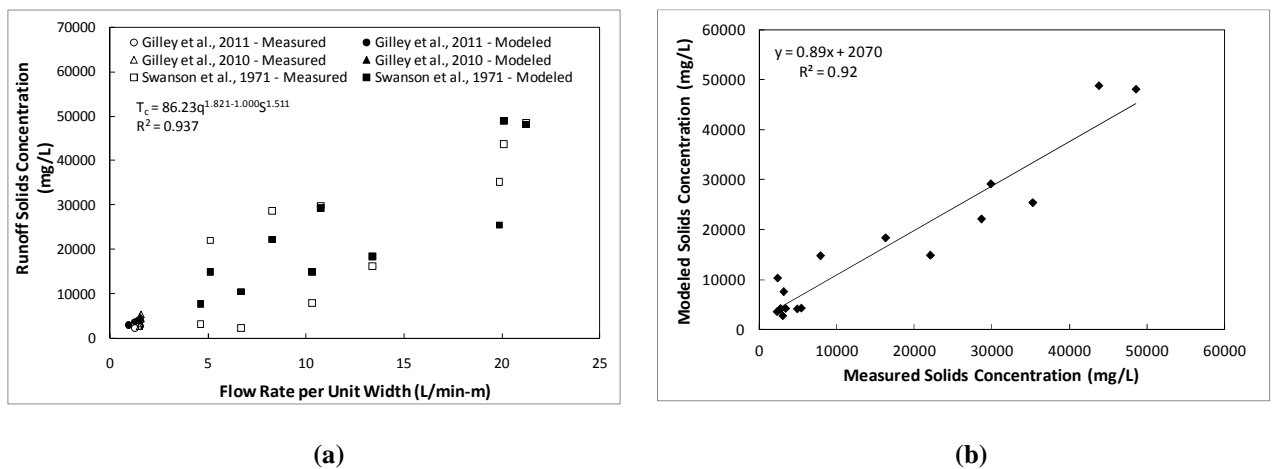 70000
60000
50000
40000
30000
20000
10000
0
Runoff Solids Concentration
(mg/L)
Gilley et al., 2011 - Measured Gilley et al., 2011 - Modeled
Gilley et al., 2010 - Measured Gilley et al., 2010 - Modeled
Swanson et al., 1971 - Measured Swanson et al., 1971 - Modeled
Tc = 86.23q^1.821-1.000S^1.511
R² = 0.937
0 5 10 15 20 25
Flow Rate per Unit Width (L/min-m)
(a)
60000
50000
40000
30000
20000
10000
0
Modeled Solids Concentration (mg/L)
y = 0.89x + 2070
R² = 0.92
0 10000 20000 30000 40000 50000 60000
Measured Solids Concentration (mg/L)
(b)